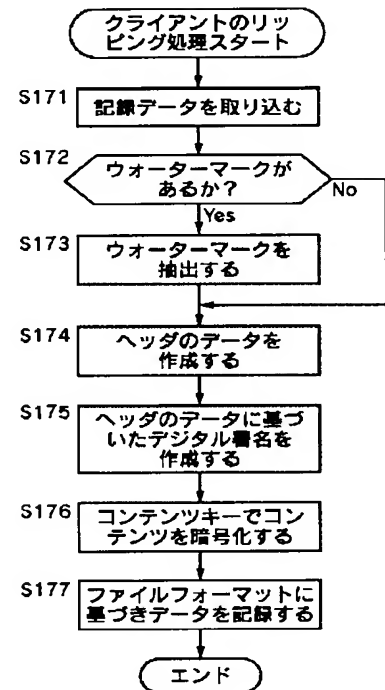 クライアントのリッ
ピング処理スタート
S171
記録データを取り込む
S172
ウォーターマークが
あるか?
No
Yes
S173
ウォーターマークを
抽出する
S174
ヘッダのデータを
作成する
S175
ヘッダのデータに基づ
いたデジタル署名を
作成する
S176
コンテンツキーでコン
テンツを暗号化する
S177
ファイルフォーマットに
基づきデータを記録する
エンド